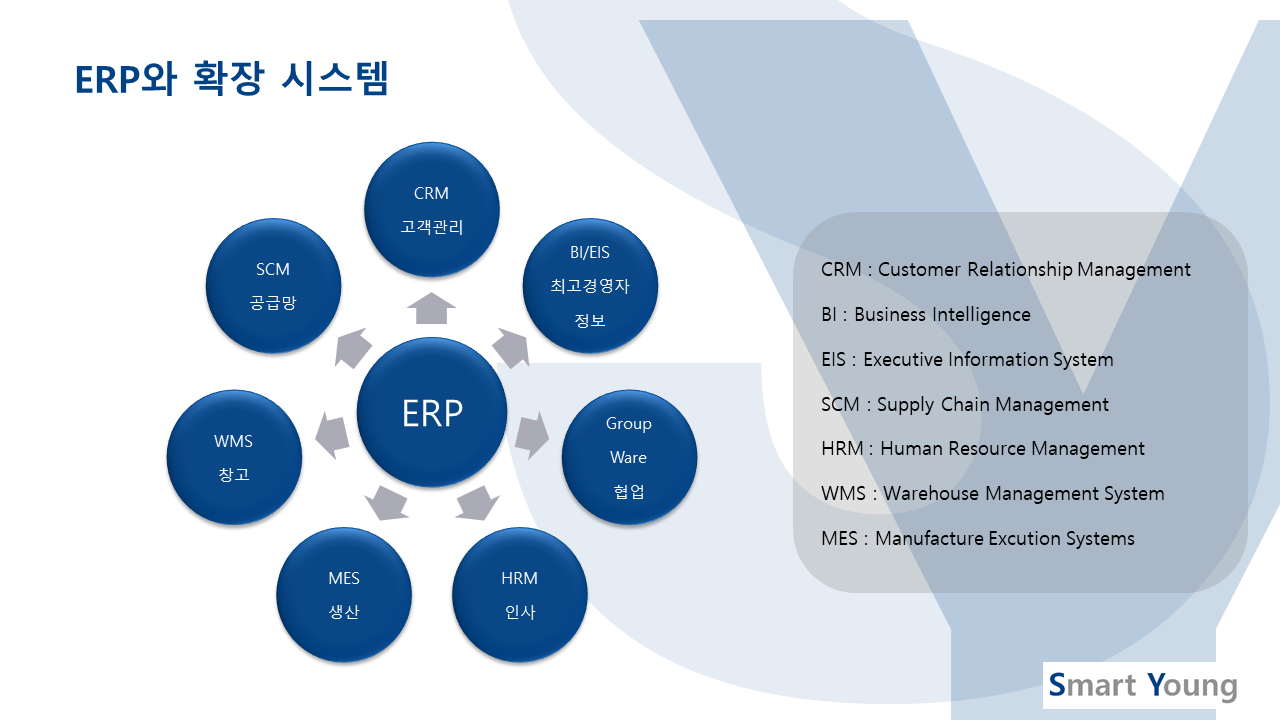 ERP와 확장 시스템
CRM
고객관리
BI/EIS
최고경영자
정보
Group
Ware
협업
HRM
인사
MES
생산
WMS
창고
SCM
공급망
ERP
CRM : Customer Relationship Management
BI : Business Intelligence
EIS : Executive Information System
SCM : Supply Chain Management
HRM : Human Resource Management
WMS : Warehouse Management System
MES : Manufacture Excution Systems
Smart Young